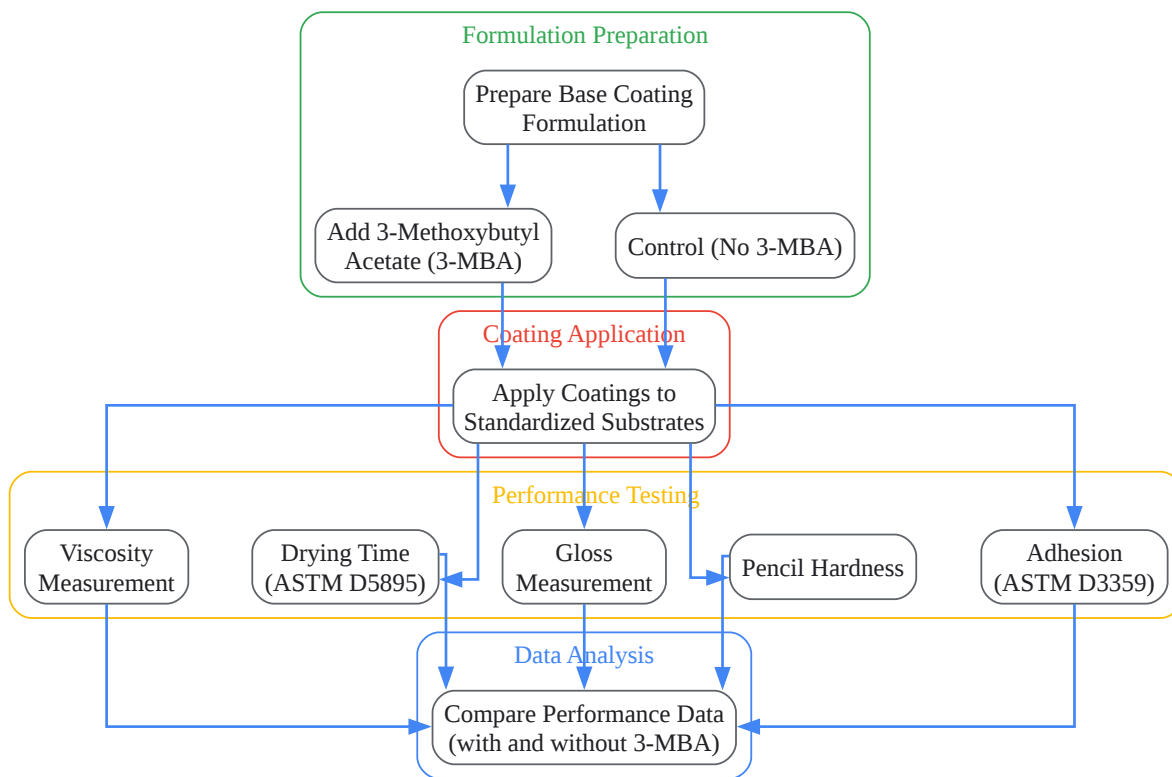 Formulation Preparation
Prepare Base Coating
Formulation
Add 3-Methoxybutyl
Acetate (3-MBA)
Control (No 3-MBA)
Coating Application
Apply Coatings to
Standardized Substrates
Performance Testing
Viscosity
Measurement
Drying Time
(ASTM D5895)
Gloss
Measurement
Pencil Hardness
Adhesion
(ASTM D3359)
Data Analysis
Compare Performance Data
(with and without 3-MBA)